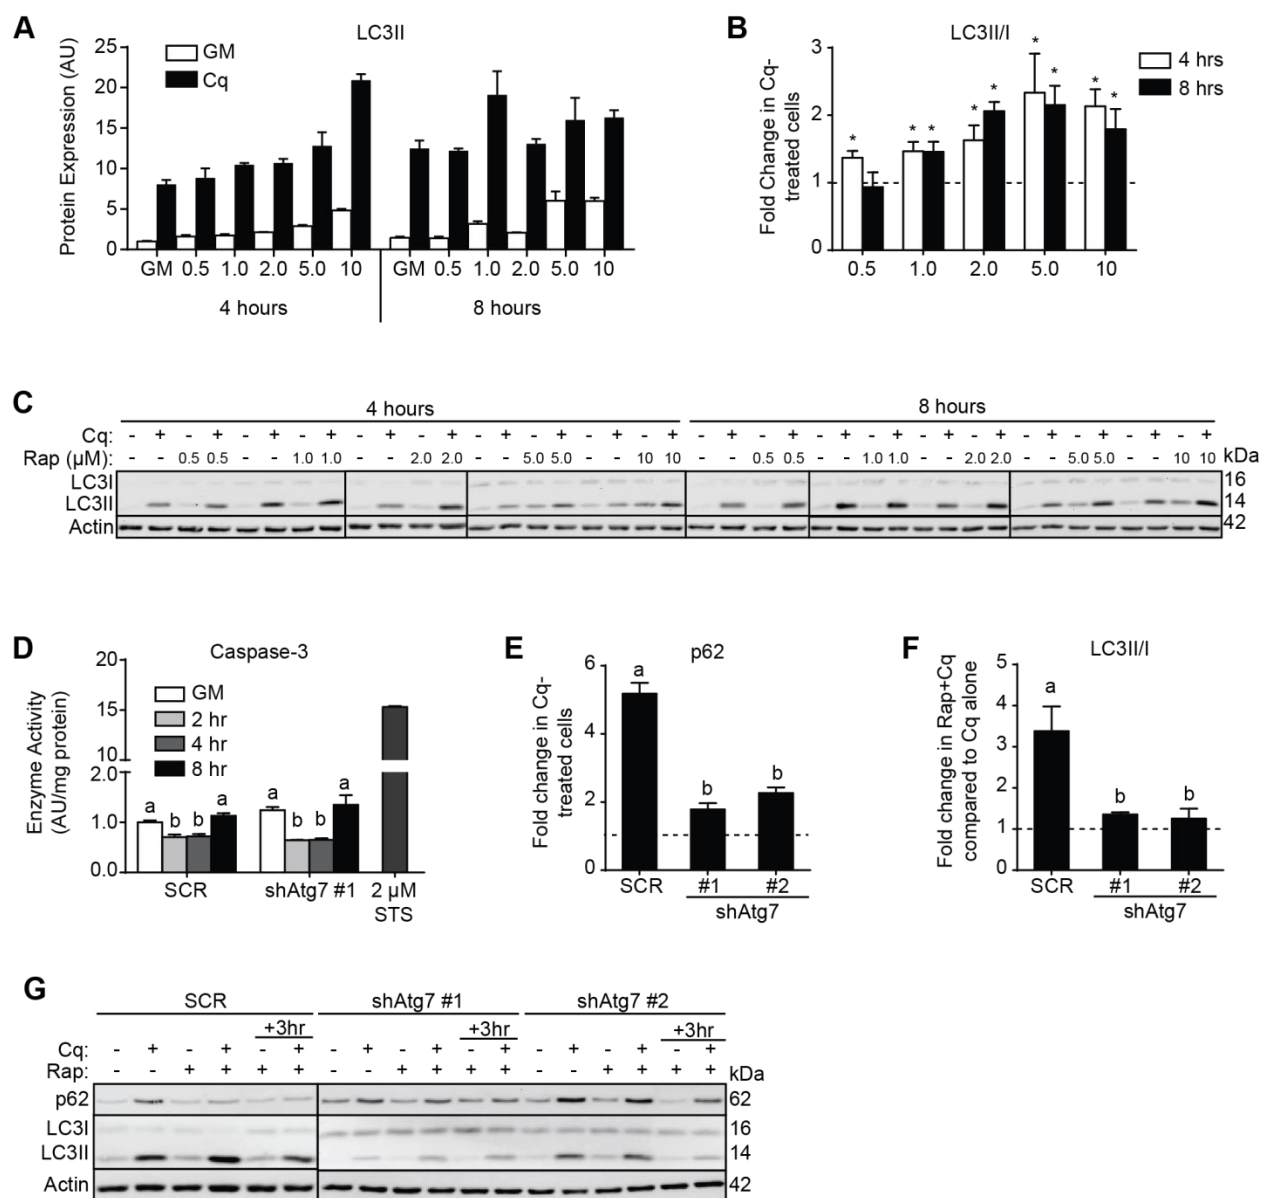 A
LC3II
Protein Expression (AU)
25
20
15
10
5
0
GM
Cq
GM 0.5 1.0 2.0 5.0 10 GM 0.5 1.0 2.0 5.0 10
4 hours 8 hours
B
LC3II/I
Fold Change in Cq-
treated cells
3
2
1
0
* * * * * * * * *
4 hrs
8 hrs
0.5 1.0 2.0 5.0 10
C
4 hours 8 hours
Cq: - + - + - + - + - + - + - + - + - + - + - + - + - + - + - + - + - + - +
Rap (µM): - - 0.5 0.5 - - 1.0 1.0 - - 2.0 2.0 - - 5.0 5.0 - - 10 10 - - 0.5 0.5 - - 1.0 1.0 - - 2.0 2.0 - - 5.0 5.0 - - 10 10 kDa
LC3I 16
LC3II 14
Actin 42
D
Caspase-3
Enzyme Activity
(AU/mg protein)
20
15
10
2.0
1.0
0.0
GM
2 hr
4 hr
8 hr
a b b a a b b a
SCR shAtg7 #1 2 µM
STS
E
p62
Fold change in Cq-
treated cells
6
4
2
0
a b b
SCR #1 #2
shAtg7
F
LC3II/I
Fold change in Rap+Cq
compared to Cq alone
5
4
3
2
1
0
a b b
SCR #1 #2
shAtg7
G
SCR shAtg7 #1 shAtg7 #2
+3hr +3hr +3hr
Cq: - + - + - + - + - + - + - + - + - +
Rap: - - + + + + - - + + + + - - + + + + kDa
p62 62
LC3I 16
LC3II 14
Actin 42